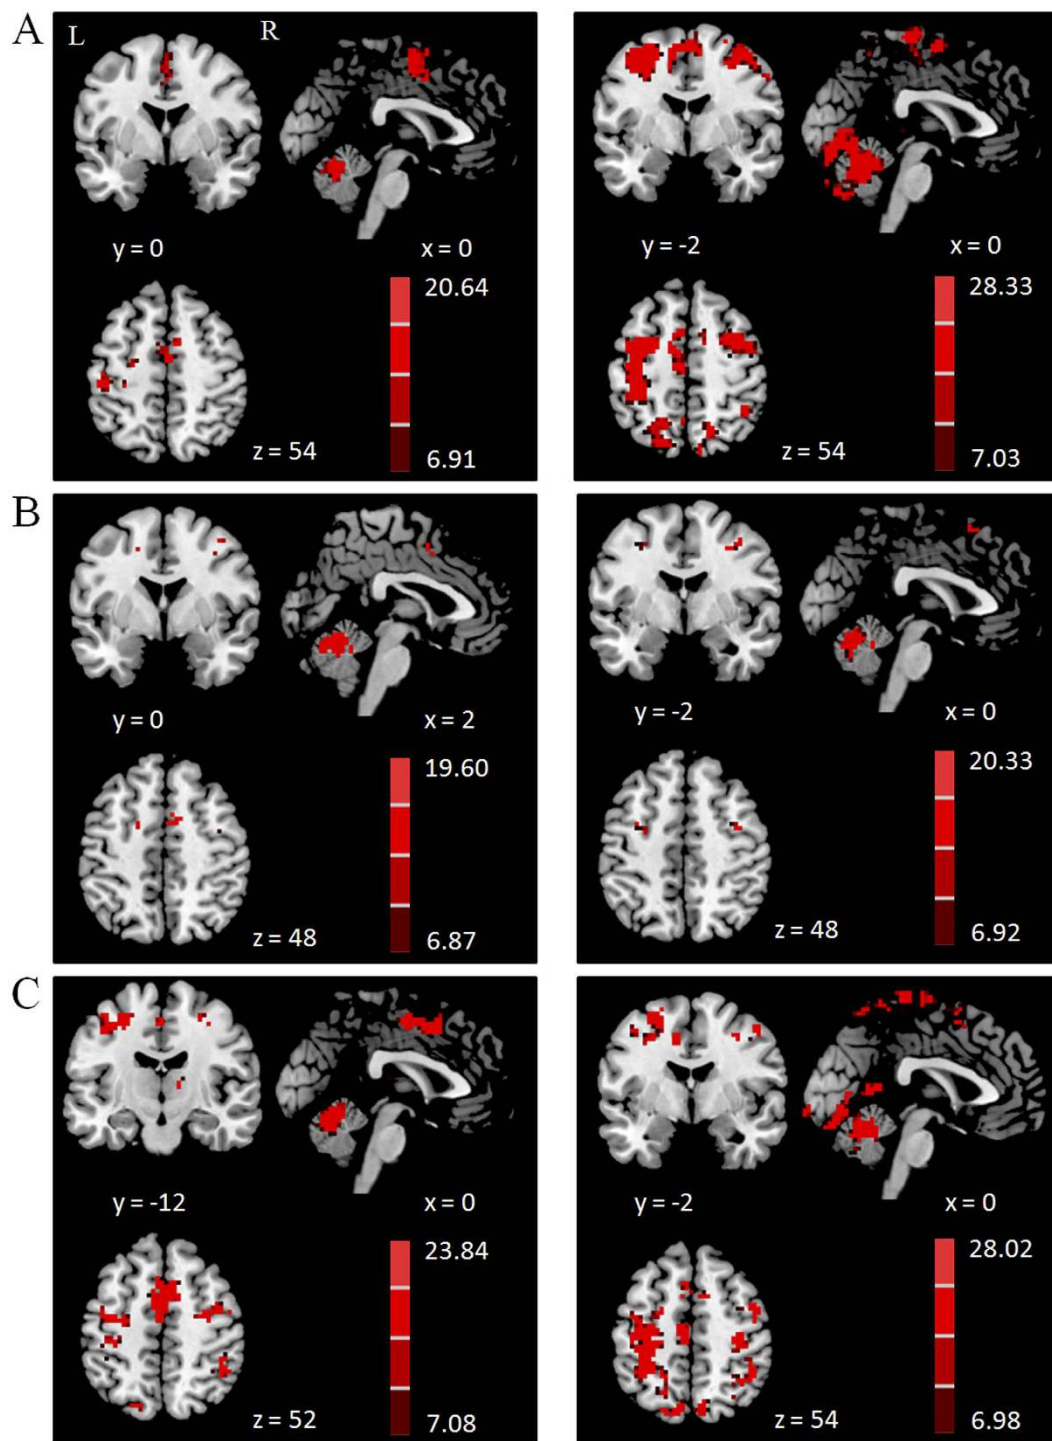 A
L R
y = 0 x = 0
20.64
z = 54 6.91
y = -2 x = 0
28.33
z = 54 7.03
B
y = 0 x = 2
19.60
z = 48 6.87
y = -2 x = 0
20.33
z = 48 6.92
C
y = -12 x = 0
23.84
z = 52 7.08
y = -2 x = 0
28.02
z = 54 6.98